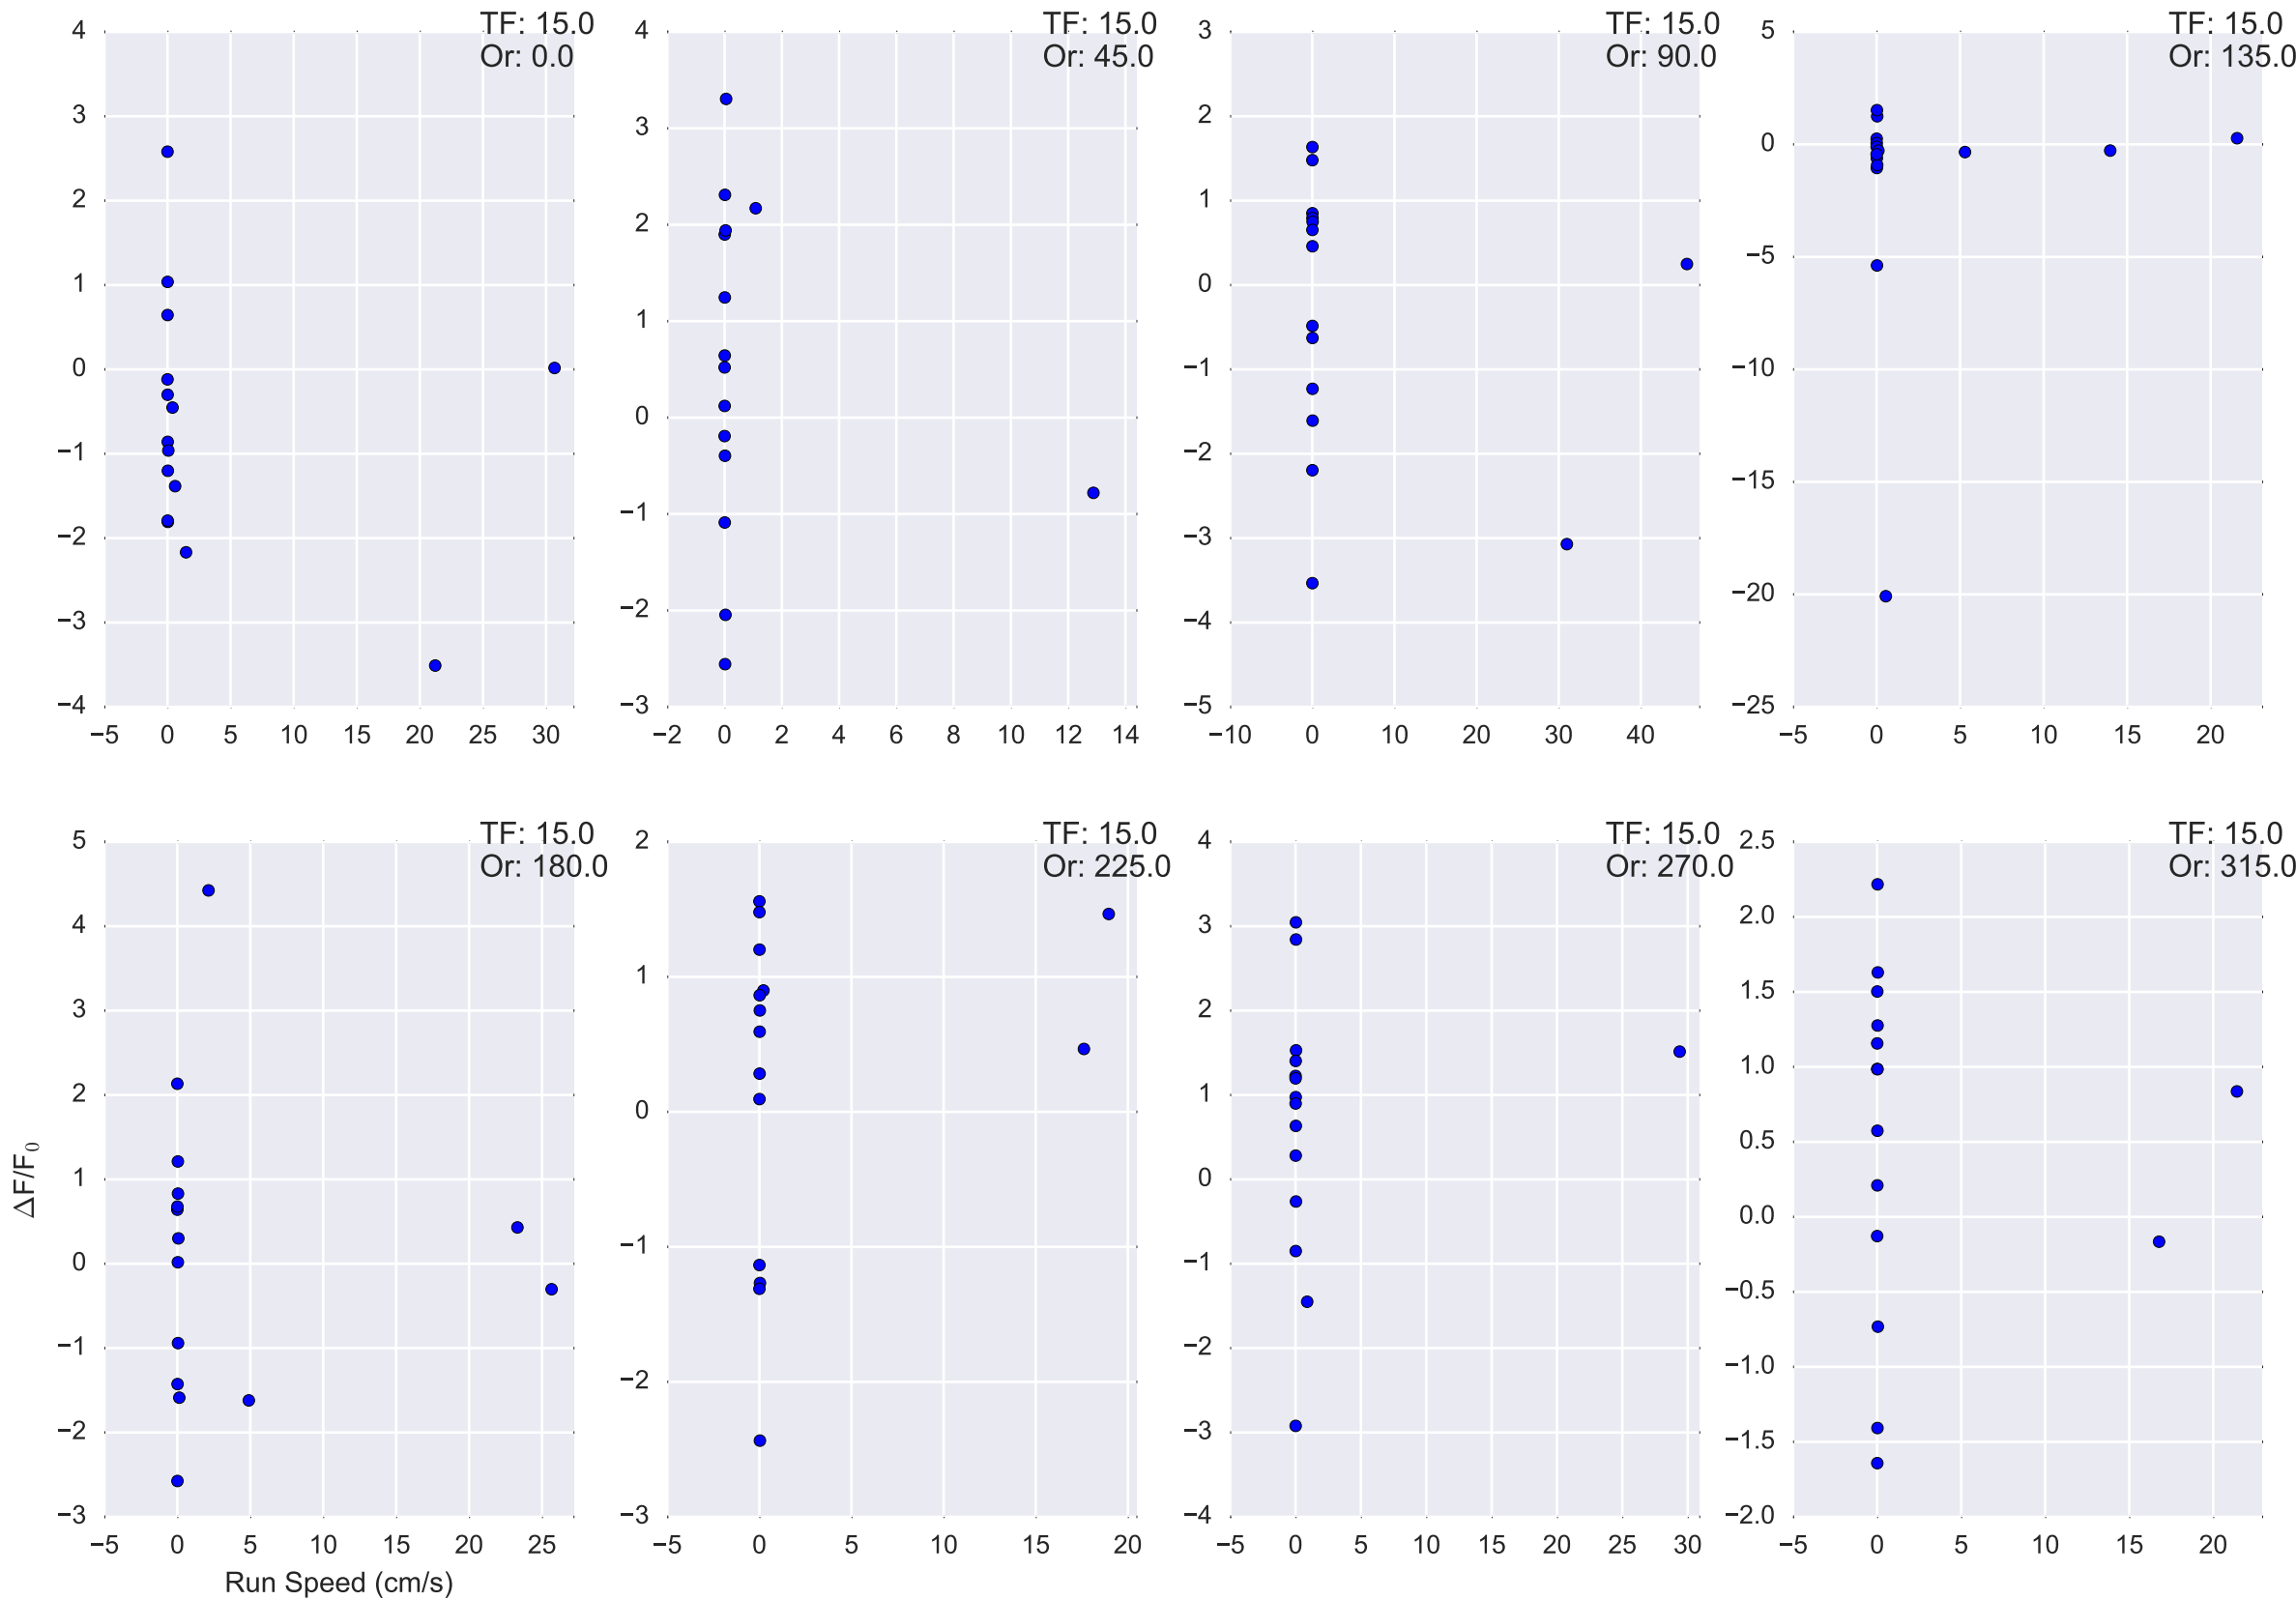 TF: 15.0
Or: 0.0
4
3
2
1
0
−1
−2
−3
−4
−5 0 5 10 15 20 25 30
TF: 15.0
Or: 45.0
4
3
2
1
0
−1
−2
−3
−2 0 2 4 6 8 10 12 14
TF: 15.0
Or: 90.0
3
2
1
0
−1
−2
−3
−4
−5
−10 0 10 20 30 40
TF: 15.0
Or: 135.0
5
0
−5
−10
−15
−20
−25
−5 0 5 10 15 20
TF: 15.0
Or: 180.0
5
4
3
2
1
0
−1
−2
−3
ΔF/F₀
−5 0 5 10 15 20 25
Run Speed (cm/s)
TF: 15.0
Or: 225.0
2
1
0
−1
−2
−3
−5 0 5 10 15 20
TF: 15.0
Or: 270.0
4
3
2
1
0
−1
−2
−3
−4
−5 0 5 10 15 20 25 30
TF: 15.0
Or: 315.0
2.5
2.0
1.5
1.0
0.5
0.0
−0.5
−1.0
−1.5
−2.0
−5 0 5 10 15 20